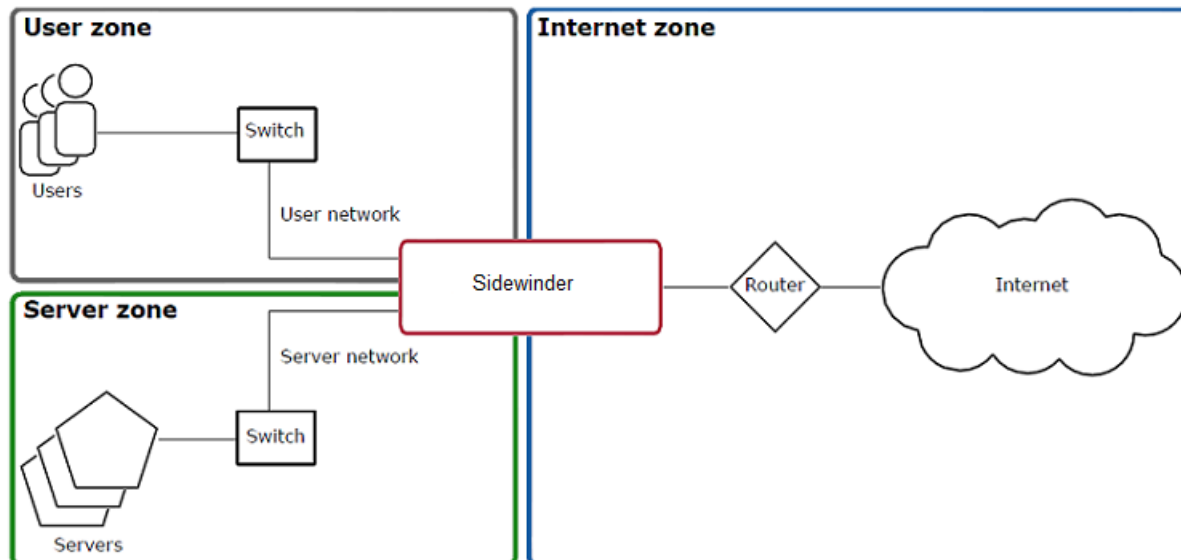 User zone
Switch
Users
User network
Server zone
Server network
Switch
Servers
Internet zone
Sidewinder
Router
Internet